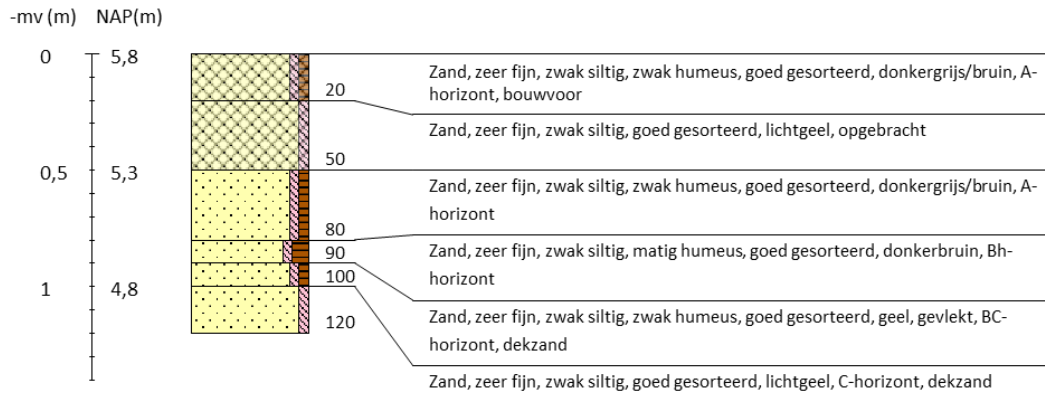 -mv (m) NAP(m)
0 5,8
Zand, zeer fijn, zwak siltig, zwak humeus, goed gesorteerd, donkergrijs/bruin, A-
20
horizont, bouwvoor
Zand, zeer fijn, zwak siltig, goed gesorteerd, lichtgeel, opgebracht
50
0,5 5,3
Zand, zeer fijn, zwak siltig, zwak humeus, goed gesorteerd, donkergrijs/bruin, A-
horizont
80
Zand, zeer fijn, zwak siltig, matig humeus, goed gesorteerd, donkerbruin, Bh-
90
horizont
100
1 4,8
Zand, zeer fijn, zwak siltig, zwak humeus, goed gesorteerd, geel, gevlekt, BC-
120
horizont, dekzand
Zand, zeer fijn, zwak siltig, goed gesorteerd, lichtgeel, C-horizont, dekzand